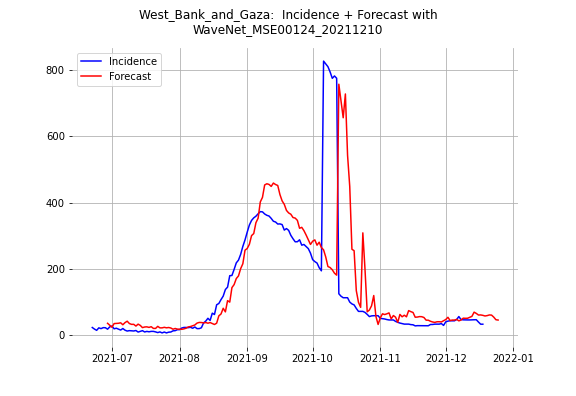 West_Bank_and_Gaza:  Incidence + Forecast with
WaveNet_MSE00124_20211210
Incidence
Forecast
800
600
400
200
0
2021-07 2021-08 2021-09 2021-10 2021-11 2021-12 2022-01